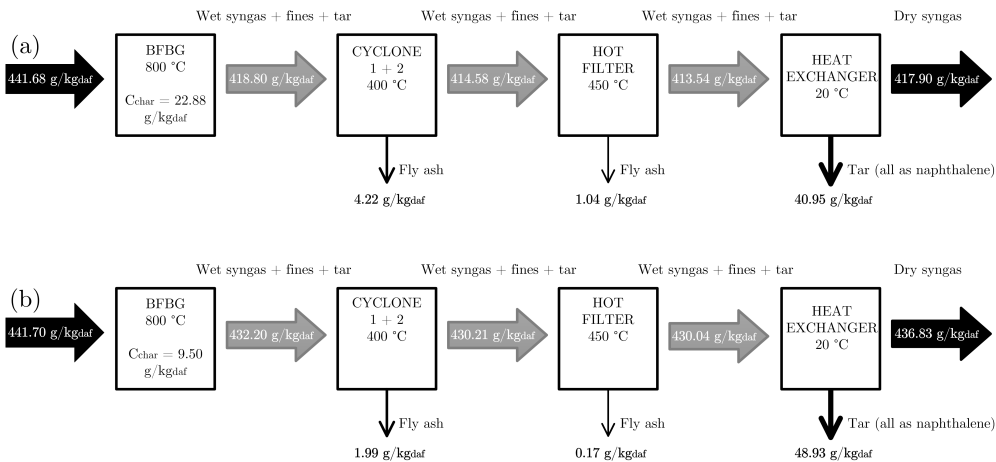 Wet syngas + fines + tar
Wet syngas + fines + tar
Wet syngas + fines + tar
Dry syngas
(a)
441.68 g/kgdaf
BFBG
800 °C
Cchar = 22.88
g/kgdaf
418.80 g/kgdaf
CYCLONE
1 + 2
400 °C
414.58 g/kgdaf
HOT
FILTER
450 °C
413.54 g/kgdaf
HEAT
EXCHANGER
20 °C
417.90 g/kgdaf
Fly ash
4.22 g/kgdaf
Fly ash
1.04 g/kgdaf
Tar (all as naphthalene)
40.95 g/kgdaf
Wet syngas + fines + tar
Wet syngas + fines + tar
Wet syngas + fines + tar
Dry syngas
(b)
441.70 g/kgdaf
BFBG
800 °C
Cchar = 9.50
g/kgdaf
432.20 g/kgdaf
CYCLONE
1 + 2
400 °C
430.21 g/kgdaf
HOT
FILTER
450 °C
430.04 g/kgdaf
HEAT
EXCHANGER
20 °C
436.83 g/kgdaf
Fly ash
1.99 g/kgdaf
Fly ash
0.17 g/kgdaf
Tar (all as naphthalene)
48.93 g/kgdaf